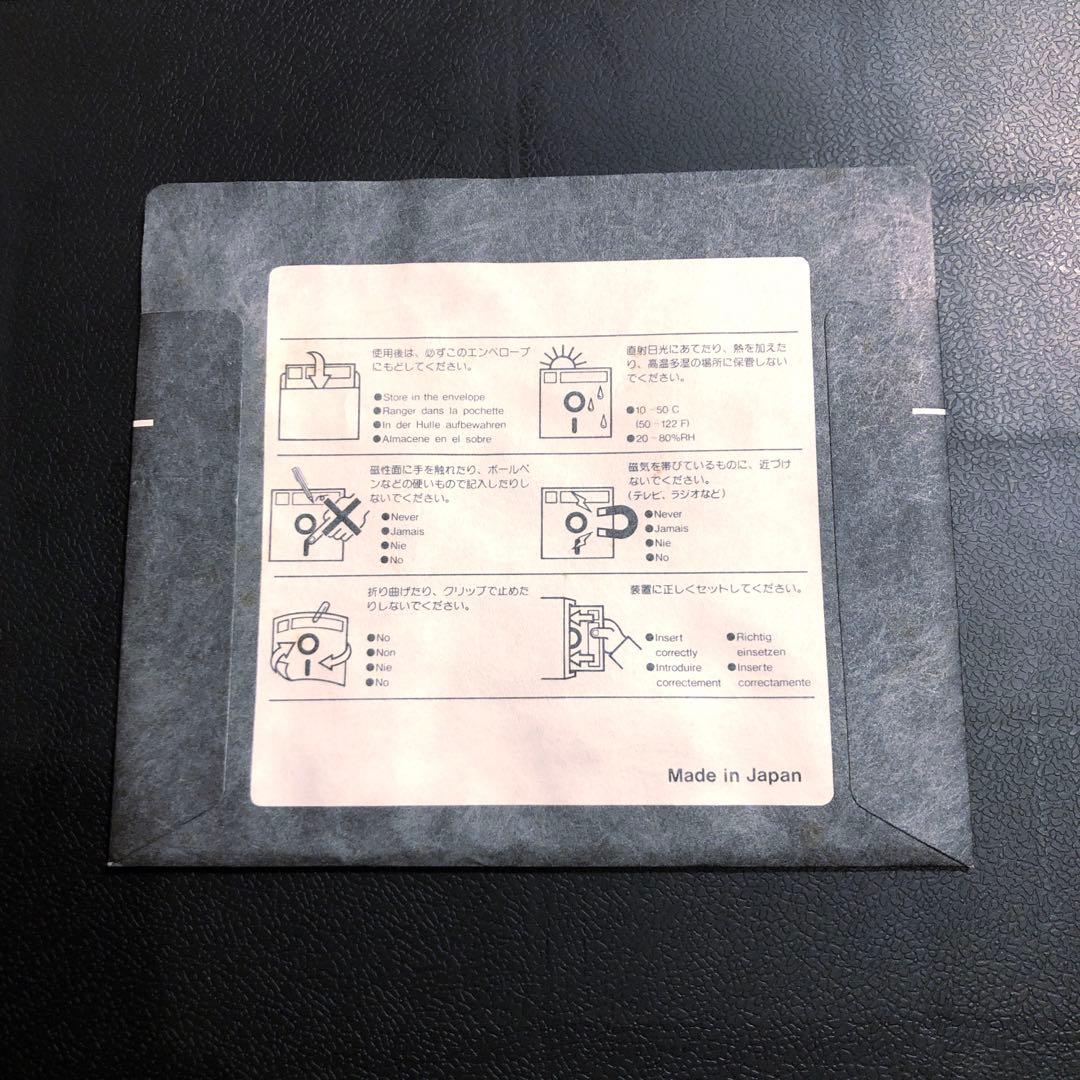 使用後は、必ずこのエンベロープ
にもどしてください。
●Store in the envelope
●Ranger dans la pochette
●In der Hulle aufbewahren
●Almacene en el sobre
直射日光にあてたり、熱を加えた
り、高温多湿の場所に保管しない
でください。
●10–50 C
(50–122 F)
●20–80%RH
磁性面に手を触れたり、ボールペ
ンなどの硬いもので記入したりし
ないでください。
●Never
●Jamais
●Nie
●No
磁気を帯びているものに、近づけ
ないでください。
(テレビ、ラジオなど)
●Never
●Jamais
●Nie
●No
折り曲げたり、クリップで止めた
りしないでください。
●No
●Non
●Nie
●No
装置に正しくセットしてください。
●Insert
correctly
●Introduire
correctement
●Richtig
einsetzen
●Inserte
correctamente
Made in Japan